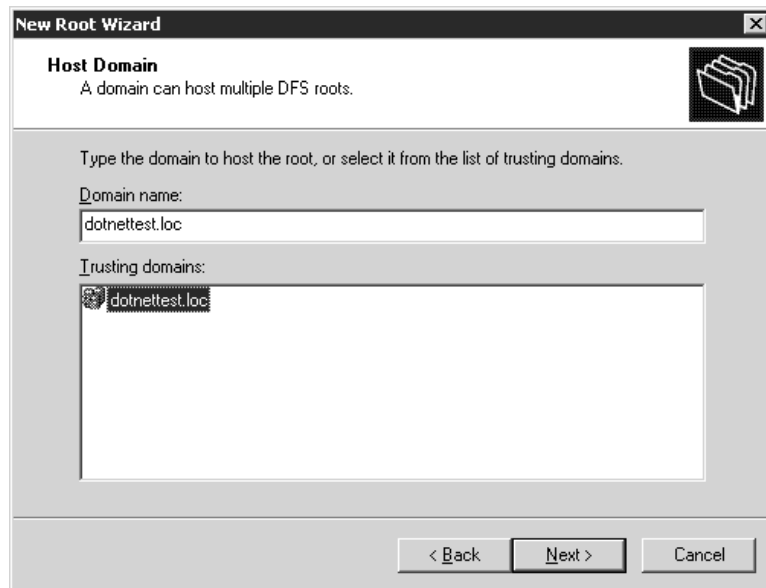 New Root Wizard
Host Domain
A domain can host multiple DFS roots.
Type the domain to host the root, or select it from the list of trusting domains.
Domain name:
dotnettest.loc
Trusting domains:
dotnettest.loc
< Back
Next >
Cancel